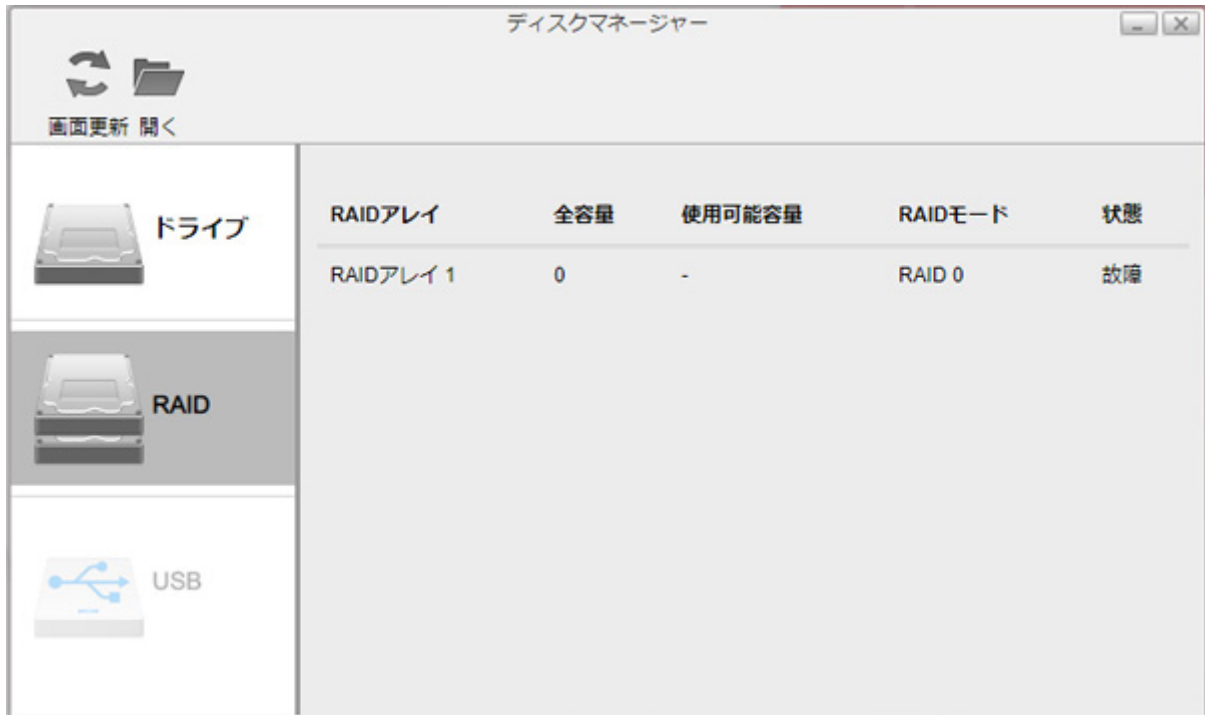 ディスクマネージャー
画面更新 開く
ドライブ
RAID
USB
RAIDアレイ 全容量 使用可能容量 RAIDモード 状態
RAIDアレイ 1 0 - RAID 0 故障